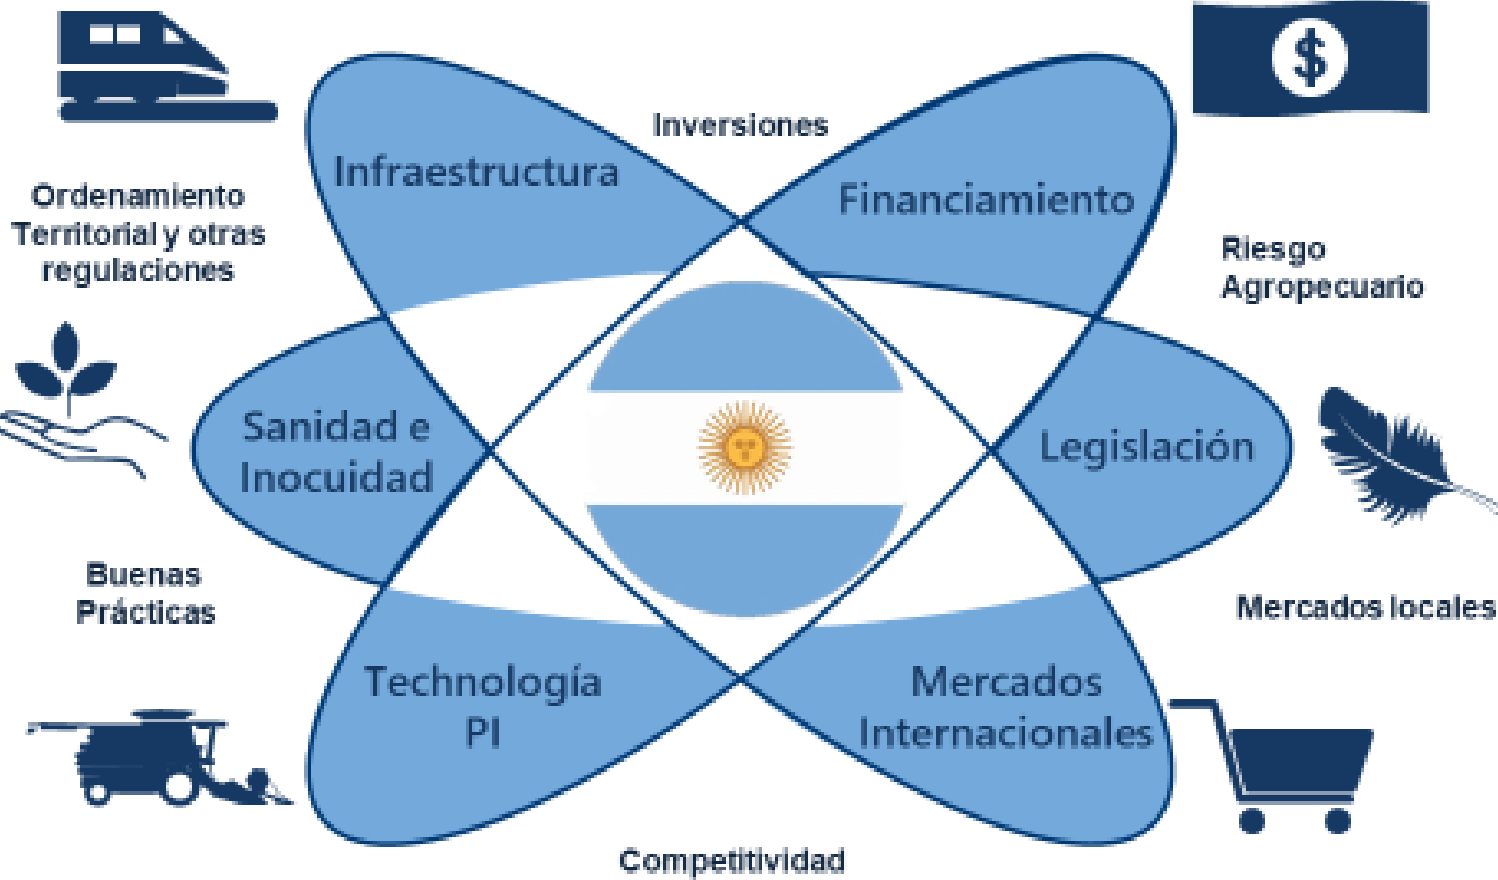 Inversiones
Infraestructura
Financiamiento
Ordenamiento
Territorial y otras
regulaciones
Riesgo
Agropecuario
$
Sanidad e
Inocuidad
Legislación
Buenas
Prácticas
Mercados locales
Technología
PI
Mercados
Internacionales
Competitividad